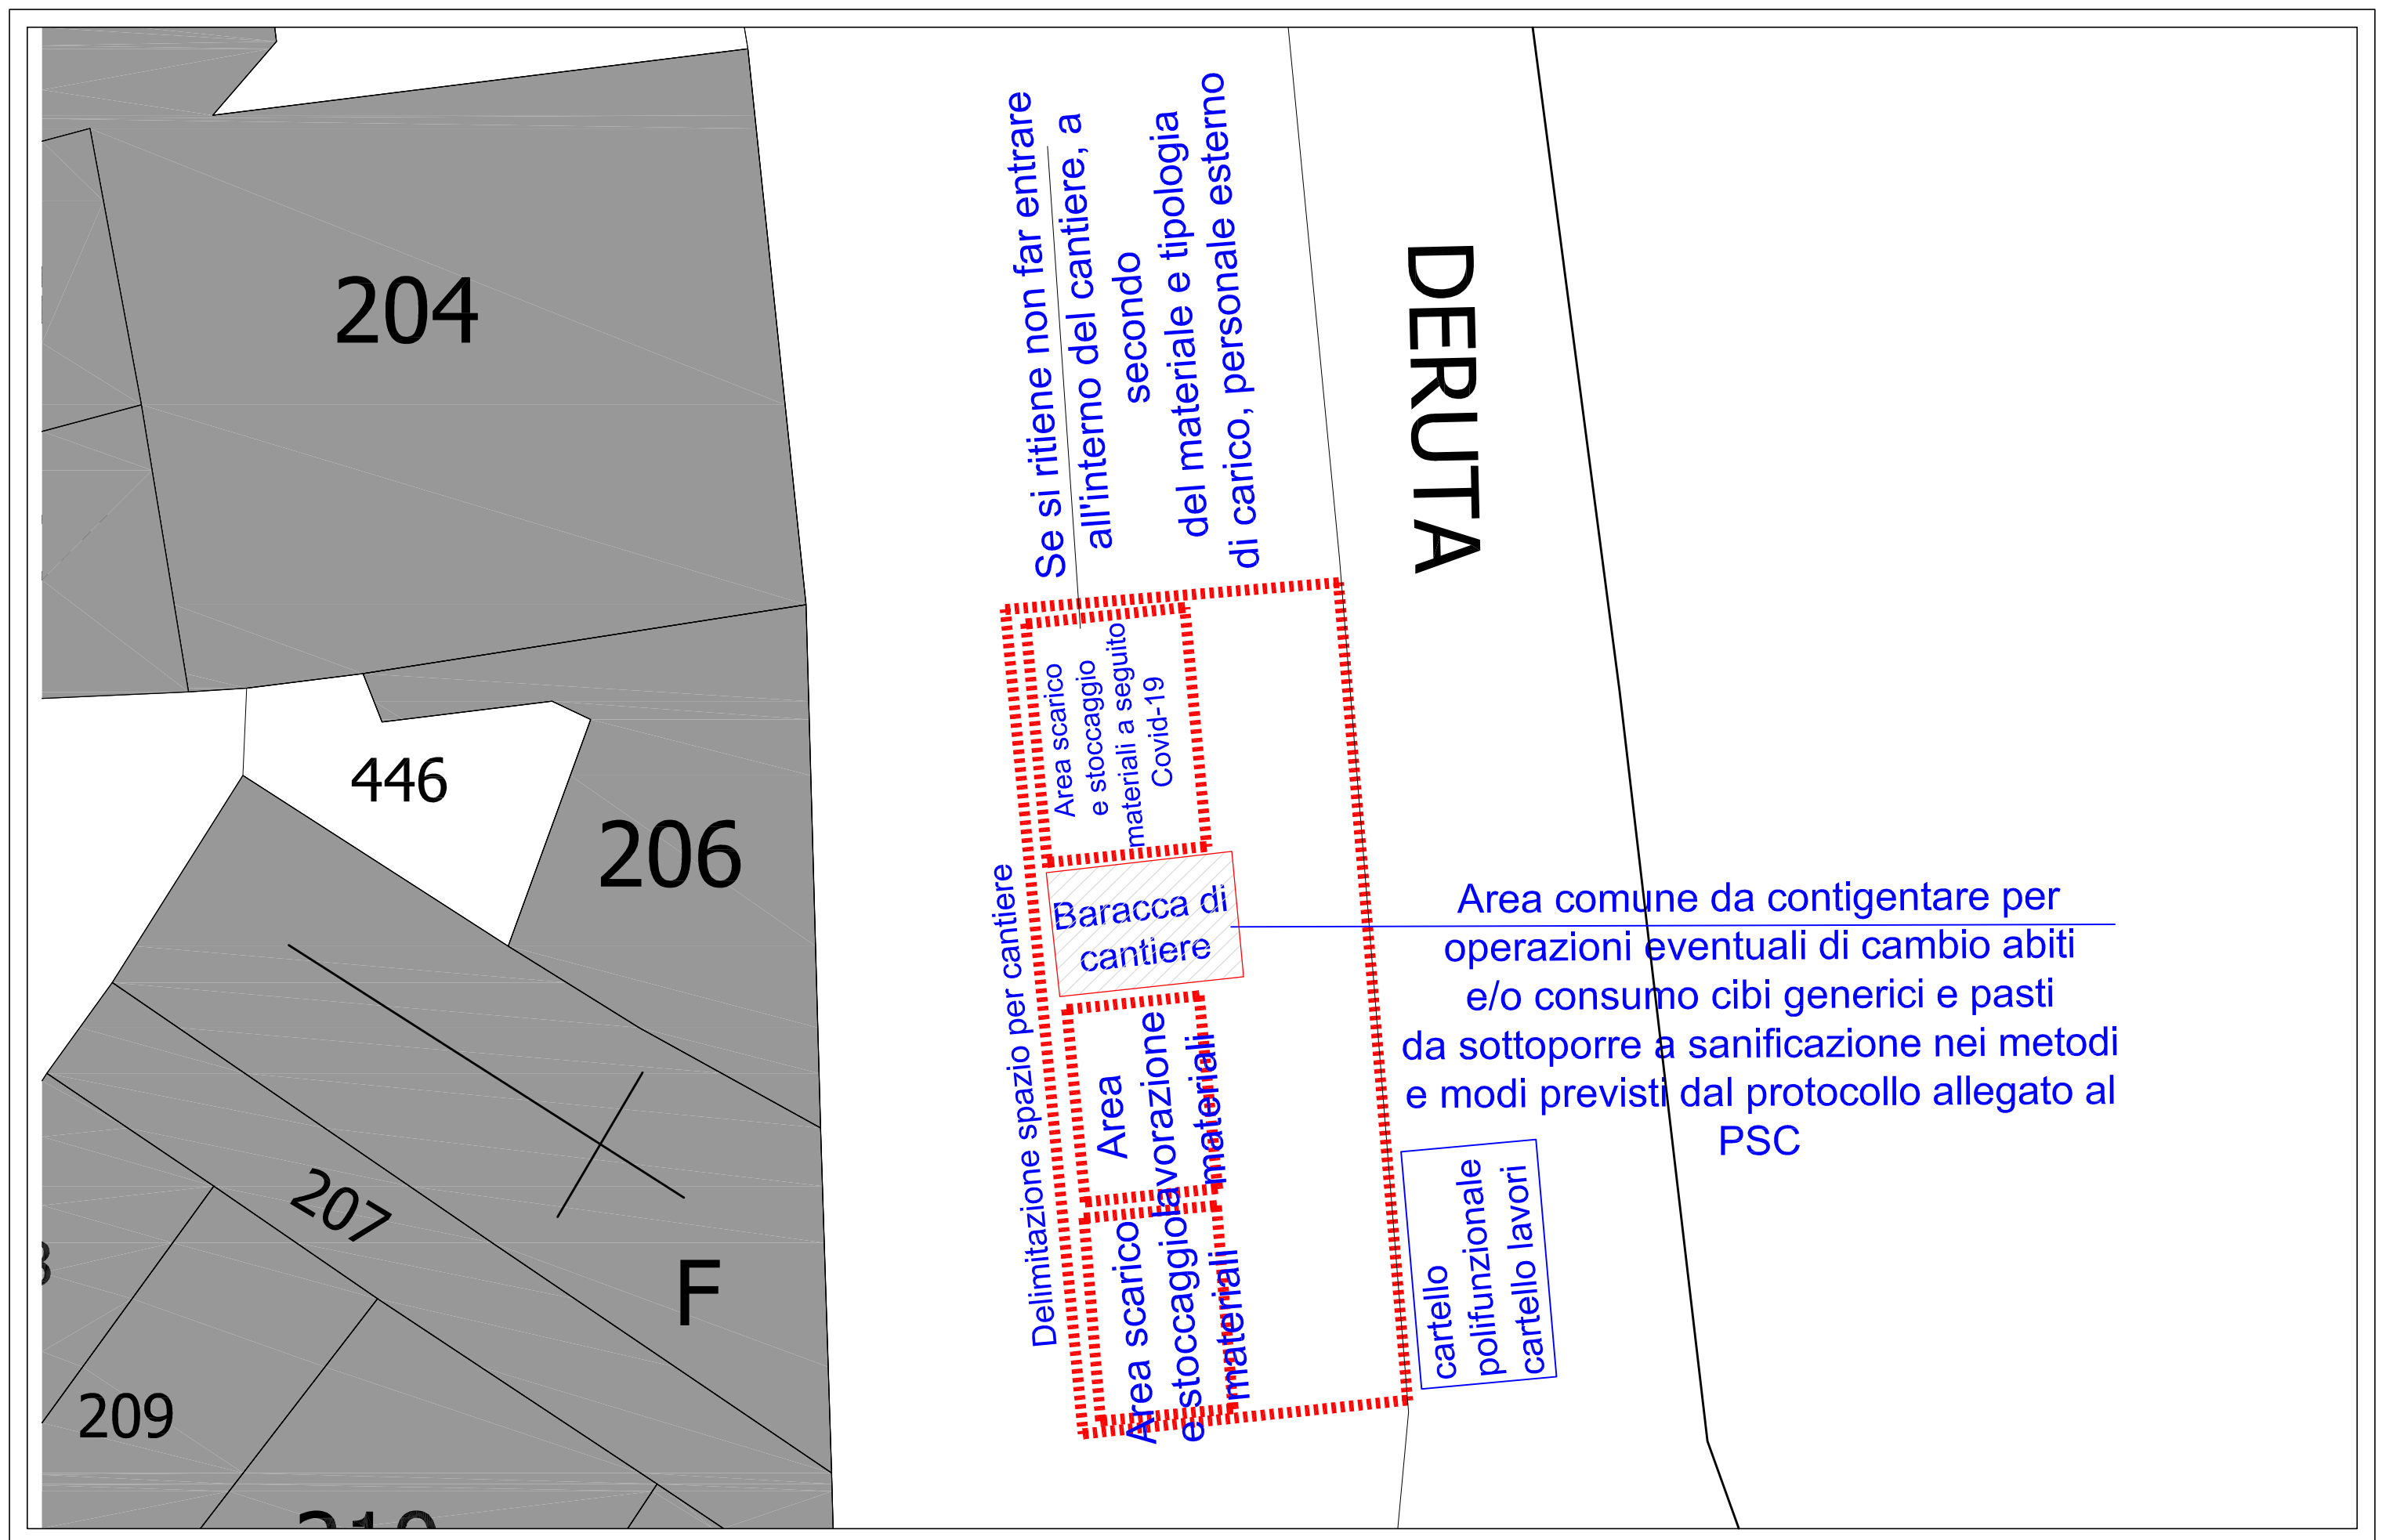 204
446
206
207
F
209
Se si ritiene non far entrare
all'interno del cantiere, a
secondo
del materiale e tipologia
di carico, personale esterno
DERUTA
Area scarico
e stoccaggio
materiali a seguito
Covid-19
Delimitazione spazio per cantiere
Baracca di
cantiere
Area
lavorazione
materiali
Area scarico
e stoccaggio
materiali
Area comune da contigentare per
operazioni eventuali di cambio abiti
e/o consumo cibi generici e pasti
da sottoporre a sanificazione nei metodi
e modi previsti dal protocollo allegato al
PSC
cartello
polifunzionale
cartello lavori